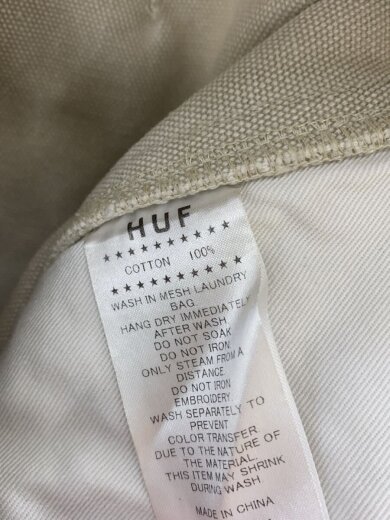 HUF
★★★★★★★★★★
COTTON 100%
★★★★★★★★★★
WASH IN MESH LAUNDRY
BAG
HANG DRY IMMEDIATELY
AFTER WASH
DO NOT SOAK
DO NOT IRON
ONLY STEAM FROM A
DISTANCE
DO NOT IRON
EMBROIDERY
WASH SEPARATELY TO
PREVENT
COLOR TRANSFER
DUE TO THE NATURE OF
THE MATERIAL,
THIS ITEM MAY SHRINK
DURING WASH
MADE IN CHINA